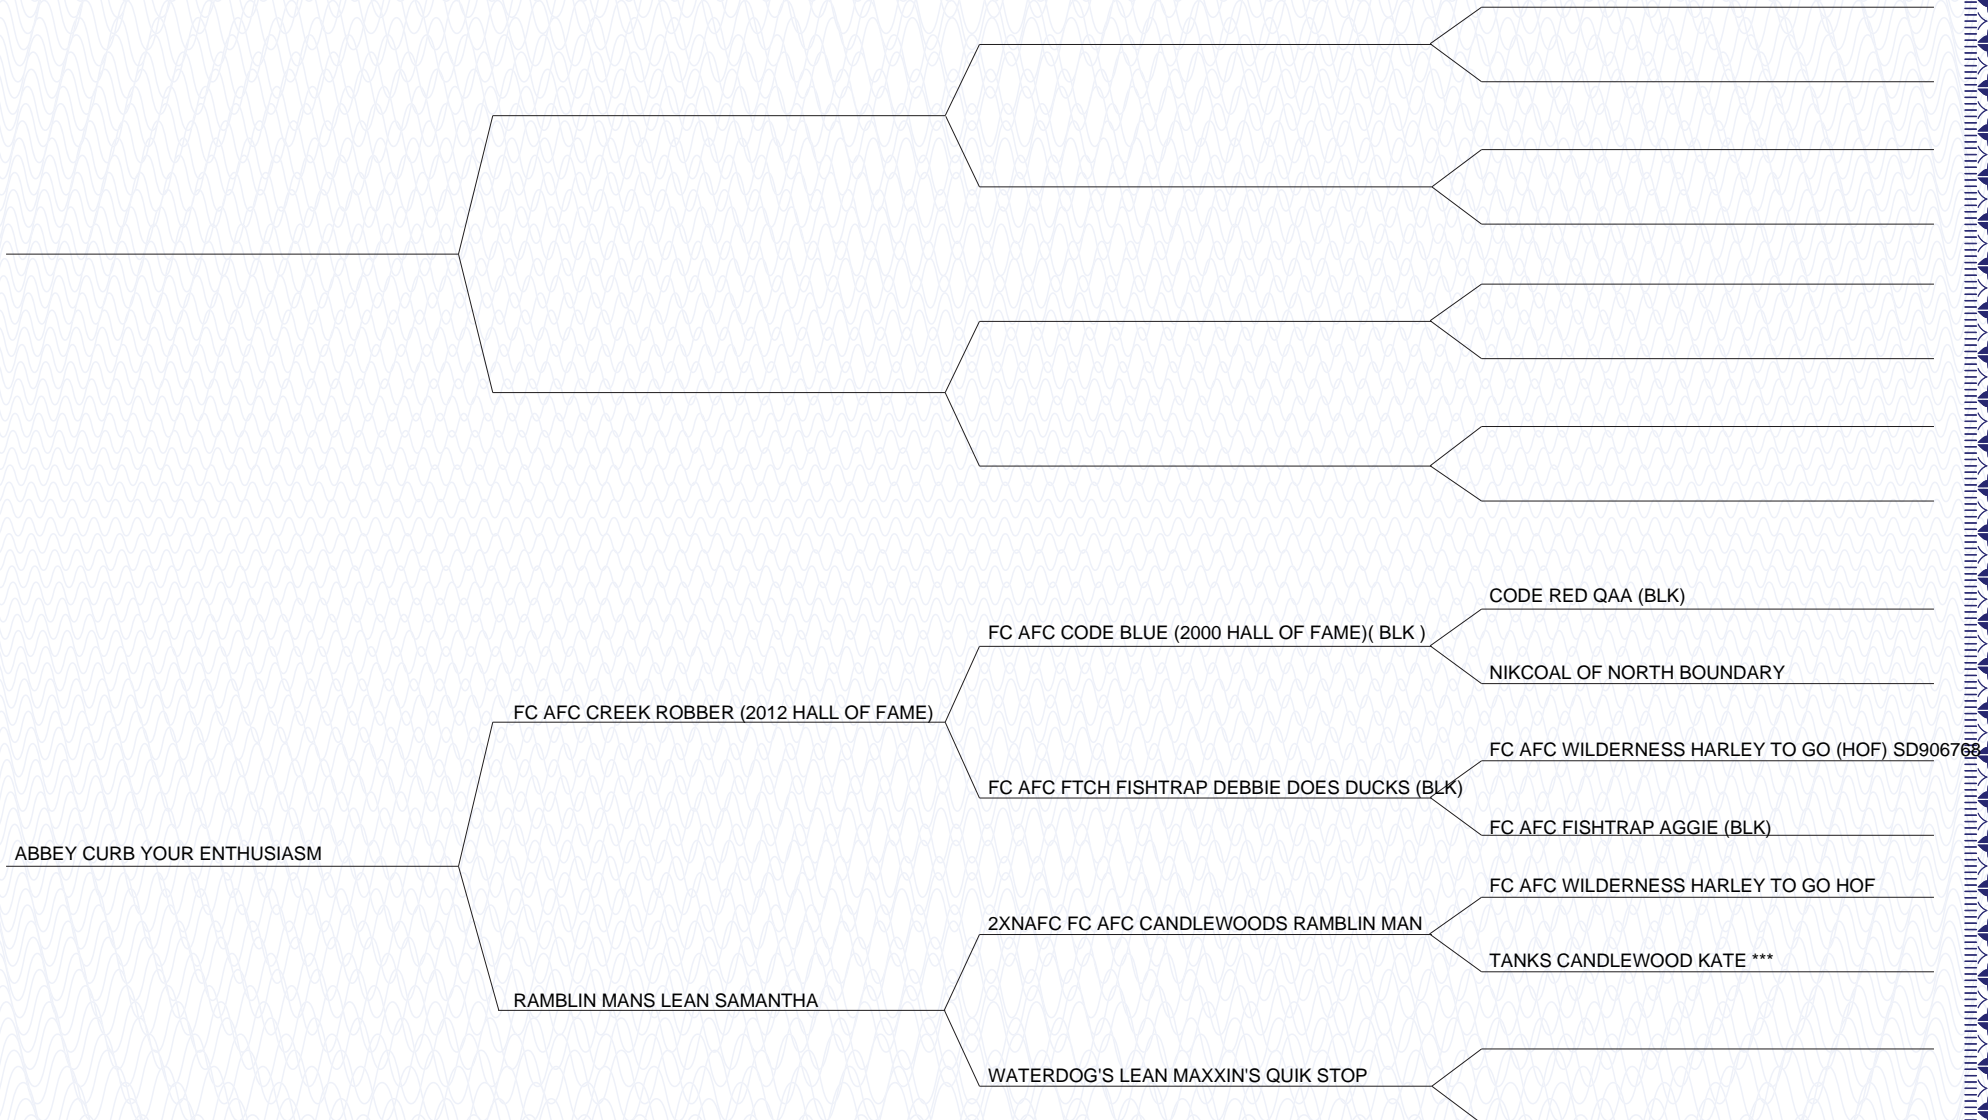 CODE RED QAA (BLK)
FC AFC CODE BLUE (2000 HALL OF FAME)( BLK )
NIKCOAL OF NORTH BOUNDARY
FC AFC CREEK ROBBER (2012 HALL OF FAME)
FC AFC WILDERNESS HARLEY TO GO (HOF) SD906768
FC AFC FTCH FISHTRAP DEBBIE DOES DUCKS (BLK)
FC AFC FISHTRAP AGGIE (BLK)
ABBEY CURB YOUR ENTHUSIASM
FC AFC WILDERNESS HARLEY TO GO HOF
2XNAFC FC AFC CANDLEWOODS RAMBLIN MAN
TANKS CANDLEWOOD KATE ***
RAMBLIN MANS LEAN SAMANTHA
WATERDOG'S LEAN MAXXIN'S QUIK STOP